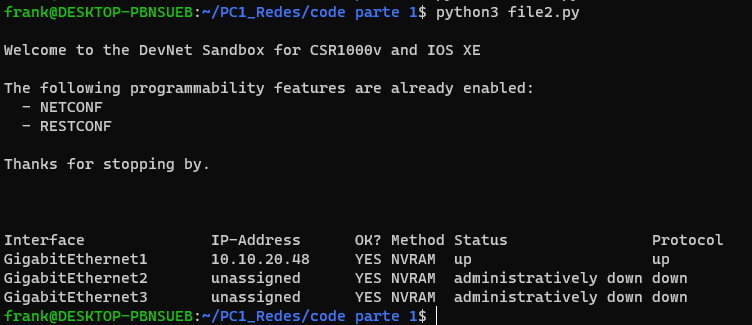 frank@DESKTOP-PBNSUEB:~/PC1_Redes/code parte 1$ python3 file2.py
Welcome to the DevNet Sandbox for CSR1000v and IOS XE
The following programmability features are already enabled:
  - NETCONF
  - RESTCONF
Thanks for stopping by.
Interface              IP-Address      OK? Method Status                Protocol
GigabitEthernet1       10.10.20.48     YES NVRAM  up                    up
GigabitEthernet2       unassigned      YES NVRAM  administratively down down
GigabitEthernet3       unassigned      YES NVRAM  administratively down down
frank@DESKTOP-PBNSUEB:~/PC1_Redes/code parte 1$